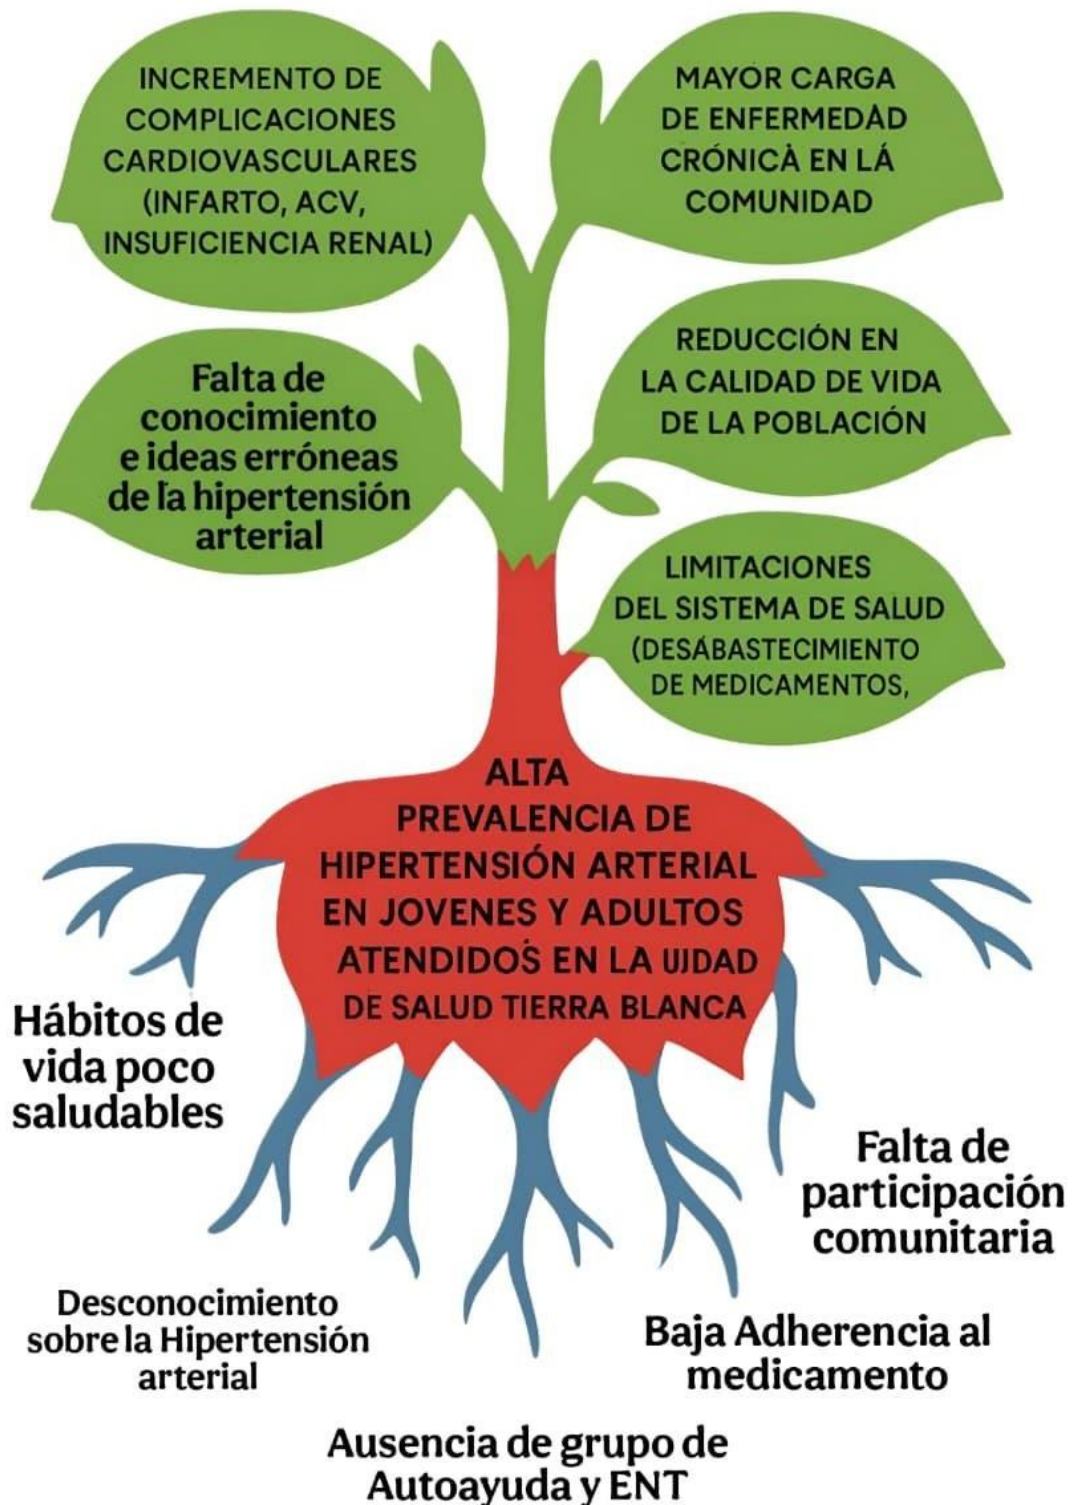 INCREMENTO DE
COMPLICACIONES
CARDIOVASCULARES
(INFARTO, ACV,
INSUFICIENCIA RENAL)
MAYOR CARGA
DE ENFERMEDAD
CRÓNICA EN LÁ
COMUNIDAD
Falta de
conocimiento
e ideas erróneas
de la hipertensión
arterial
REDUCCIÓN EN
LA CALIDAD DE VIDA
DE LA POBLACIÓN
LIMITACIONES
DEL SISTEMA DE SALUD
(DESÁBASTECIMIENTO
DE MEDICAMENTOS,
ALTA
PREVALENCIA DE
HIPERTENSIÓN ARTERIAL
EN JOVENES Y ADULTOS
ATENDIDOS EN LA UIDAD
DE SALUD TIERRA BLANCA
Hábitos de
vida poco
saludables
Falta de
participación
comunitaria
Desconocimiento
sobre la Hipertensión
arterial
Baja Adherencia al
medicamento
Ausencia de grupo de
Autoayuda y ENT